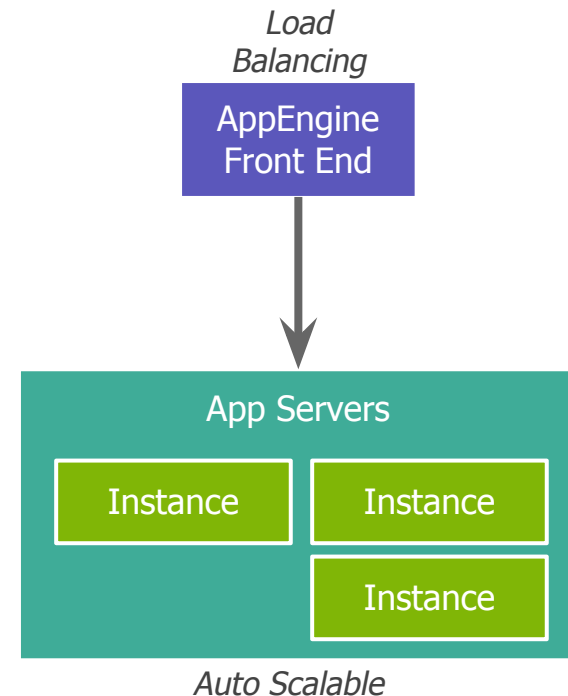 Load
Balancing
AppEngine
Front End
App Servers
Instance
Instance
Instance
Auto Scalable